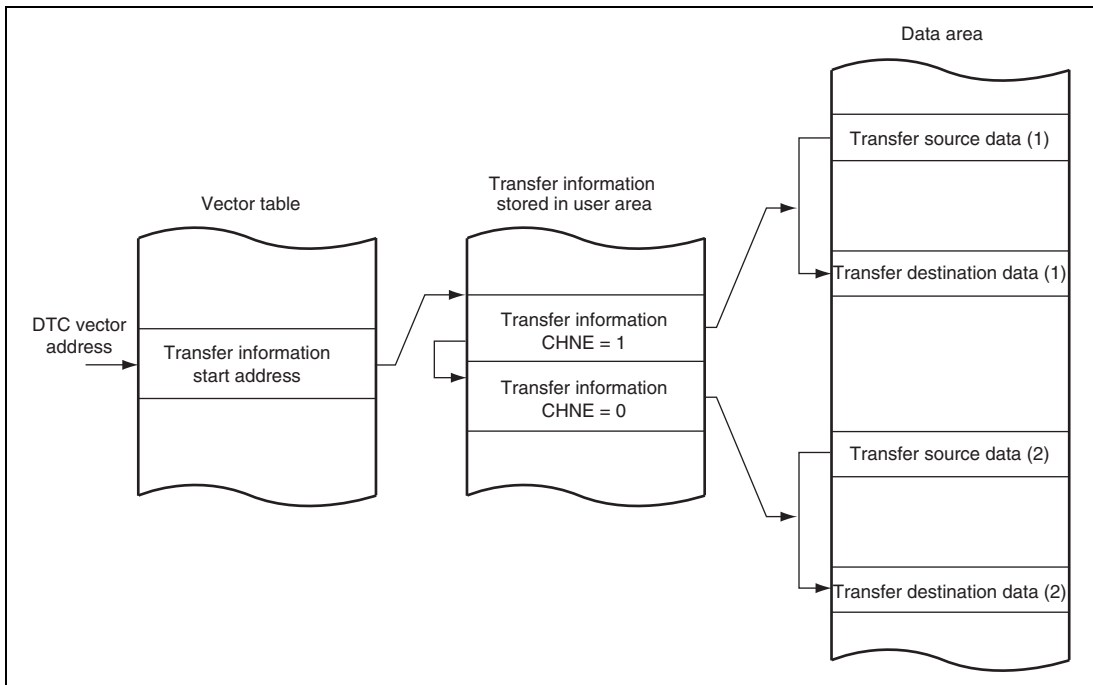 Data area
Transfer source data (1)
Transfer information
stored in user area
Vector table
Transfer destination data (1)
DTC vector
address
Transfer information
start address
Transfer information
CHNE = 1
Transfer information
CHNE = 0
Transfer source data (2)
Transfer destination data (2)